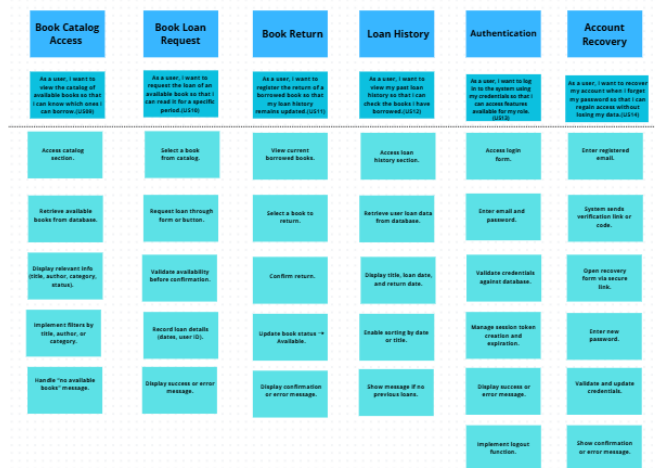 Book Catalog
Access
Book Loan
Request
Book Return
Loan History
Authentication
Account
Recovery
As a user, I want to
view the catalog of
available books so that
I can know which ones I
can borrow.(US09)
As a user, I want to
request the loan of an
available book so that I
can read it for a specific
period.(US10)
As a user, I want to
register the return of a
borrowed book so that
my loan history
remains updated.(US11)
As a user, I want to
view my past loan
history so that I can
check the books I have
borrowed.(US12)
As a user, I want to log
in to the system using
my credentials so that I
can access features
available for my role.
(US13)
As a user, I want to recover
my account when I forget
my password so that I can
regain access without
losing my data.(US14)
Access catalog
section.
Select a book
from catalog.
View current
borrowed books.
Access loan
history section.
Access login
form.
Enter registered
email.
Retrieve available
books from database.
Request loan through
form or button.
Select a book to
return.
Retrieve user loan data
from database.
Enter email and
password.
System sends
verification link or
code.
Display relevant info
(title, author, category,
status).
Validate availability
before confirmation.
Confirm return.
Display title, loan date,
and return date.
Validate credentials
against database.
Open recovery
form via secure
link.
Implement filters by
title, author, or
category.
Record loan details
(dates, user ID).
Update book status →
Available.
Enable sorting by date
or title.
Manage session token
creation and
expiration.
Enter new
password.
Handle "no available
books" message.
Display success or error
message.
Display confirmation
or error message.
Show message if no
previous loans.
Display success or
error message.
Validate and update
credentials.
Implement logout
function.
Show confirmation
or error message.